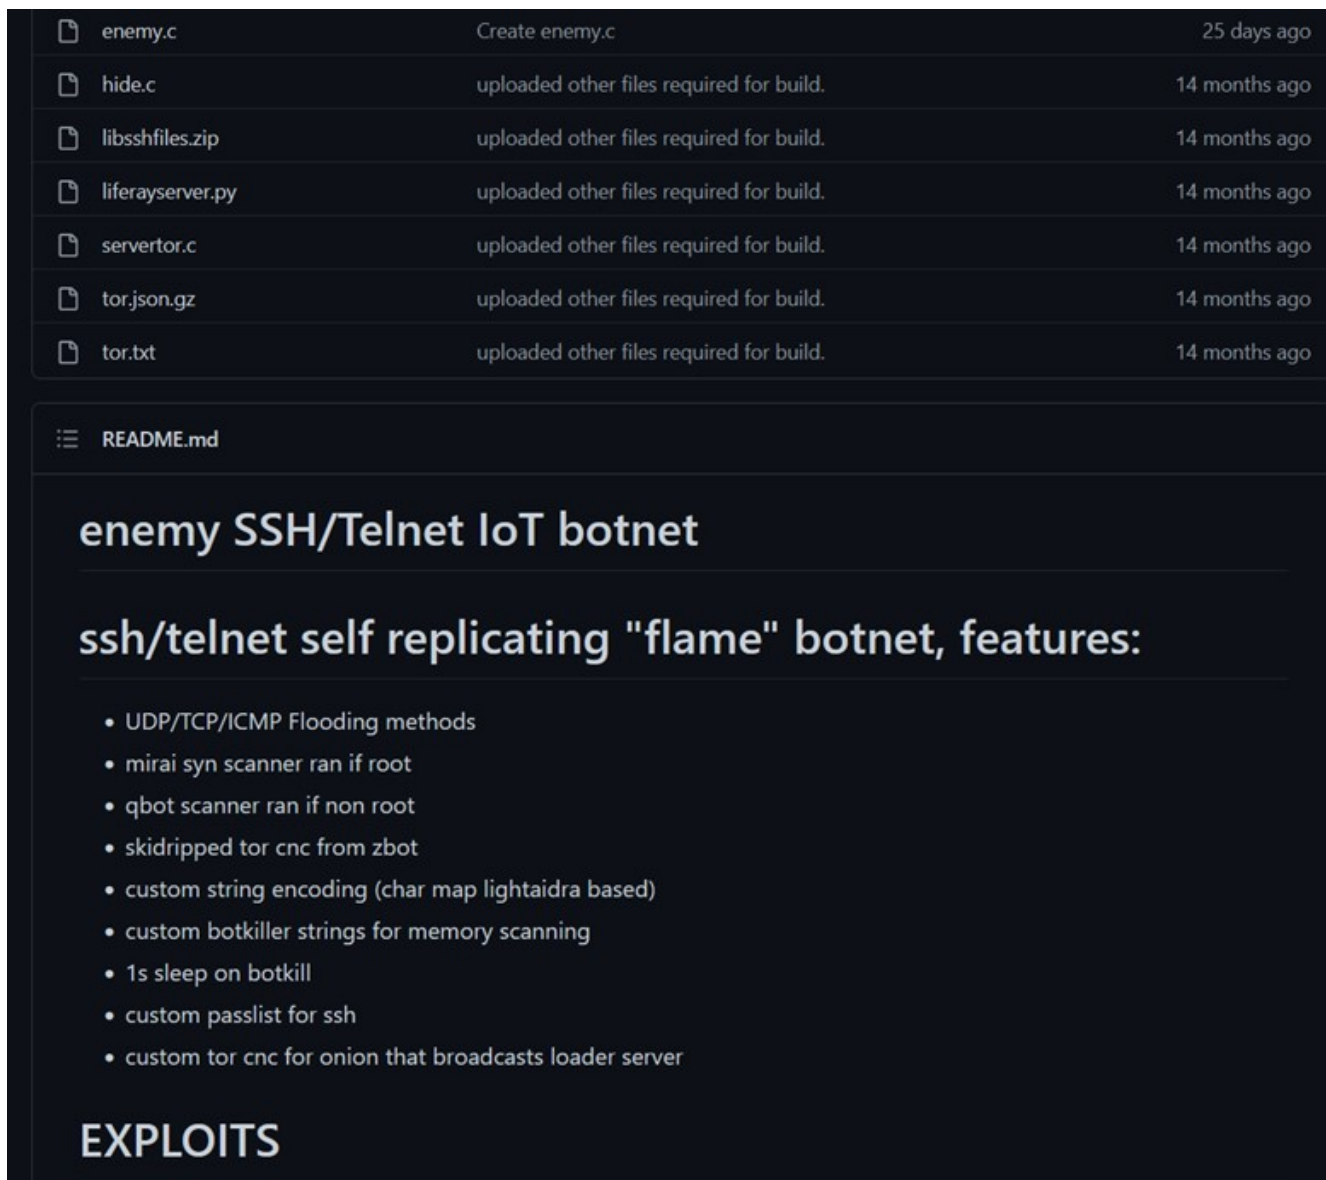 enemy.c Create enemy.c 25 days ago
hide.c uploaded other files required for build. 14 months ago
libsshfiles.zip uploaded other files required for build. 14 months ago
liferayserver.py uploaded other files required for build. 14 months ago
servertor.c uploaded other files required for build. 14 months ago
tor.json.gz uploaded other files required for build. 14 months ago
tor.txt uploaded other files required for build. 14 months ago
README.md
enemy SSH/Telnet IoT botnet
ssh/telnet self replicating "flame" botnet, features:
• UDP/TCP/ICMP Flooding methods
• mirai syn scanner ran if root
• qbot scanner ran if non root
• skidripped tor cnc from zbot
• custom string encoding (char map lightaidra based)
• custom botkiller strings for memory scanning
• 1s sleep on botkill
• custom passlist for ssh
• custom tor cnc for onion that broadcasts loader server
EXPLOITS